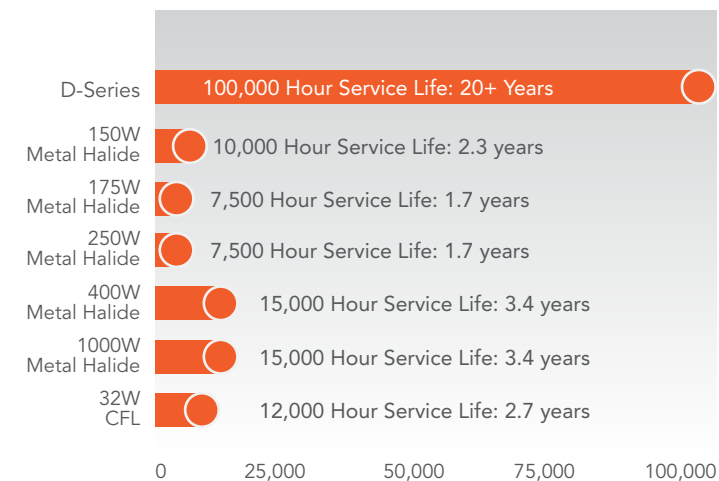 D-Series
100,000 Hour Service Life: 20+ Years
150W
Metal Halide
10,000 Hour Service Life: 2.3 years
175W
Metal Halide
7,500 Hour Service Life: 1.7 years
250W
Metal Halide
7,500 Hour Service Life: 1.7 years
400W
Metal Halide
15,000 Hour Service Life: 3.4 years
1000W
Metal Halide
15,000 Hour Service Life: 3.4 years
32W
CFL
12,000 Hour Service Life: 2.7 years
0 25,000 50,000 75,000 100,000